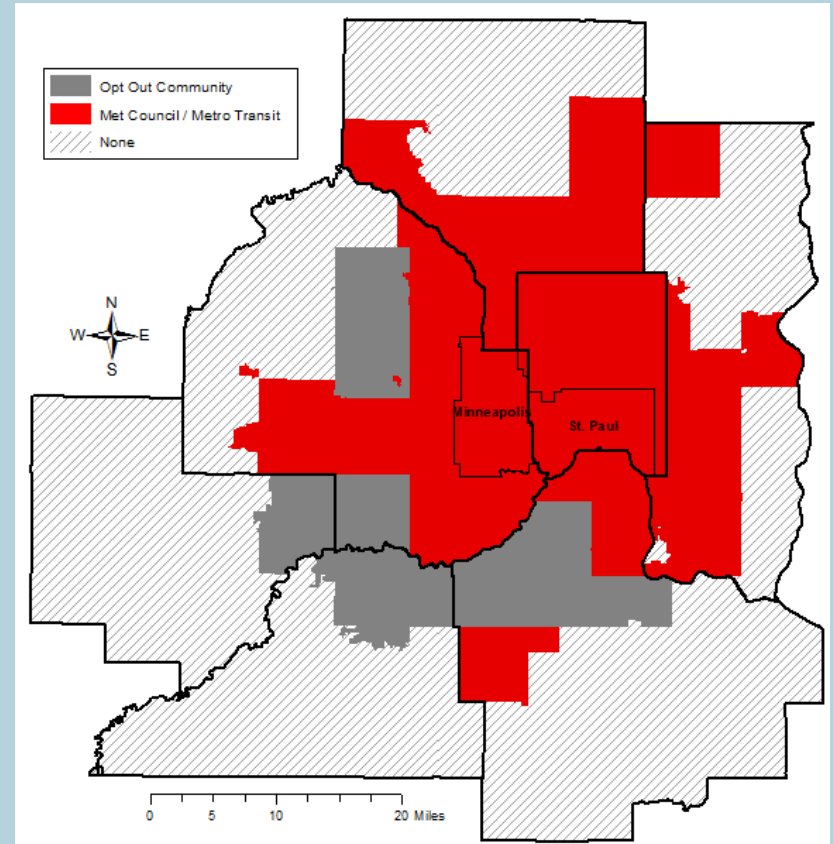 Opt Out Community
Met Council / Metro Transit
None
N
W E
S
Minneapolis
St. Paul
0 5 10 20 Miles